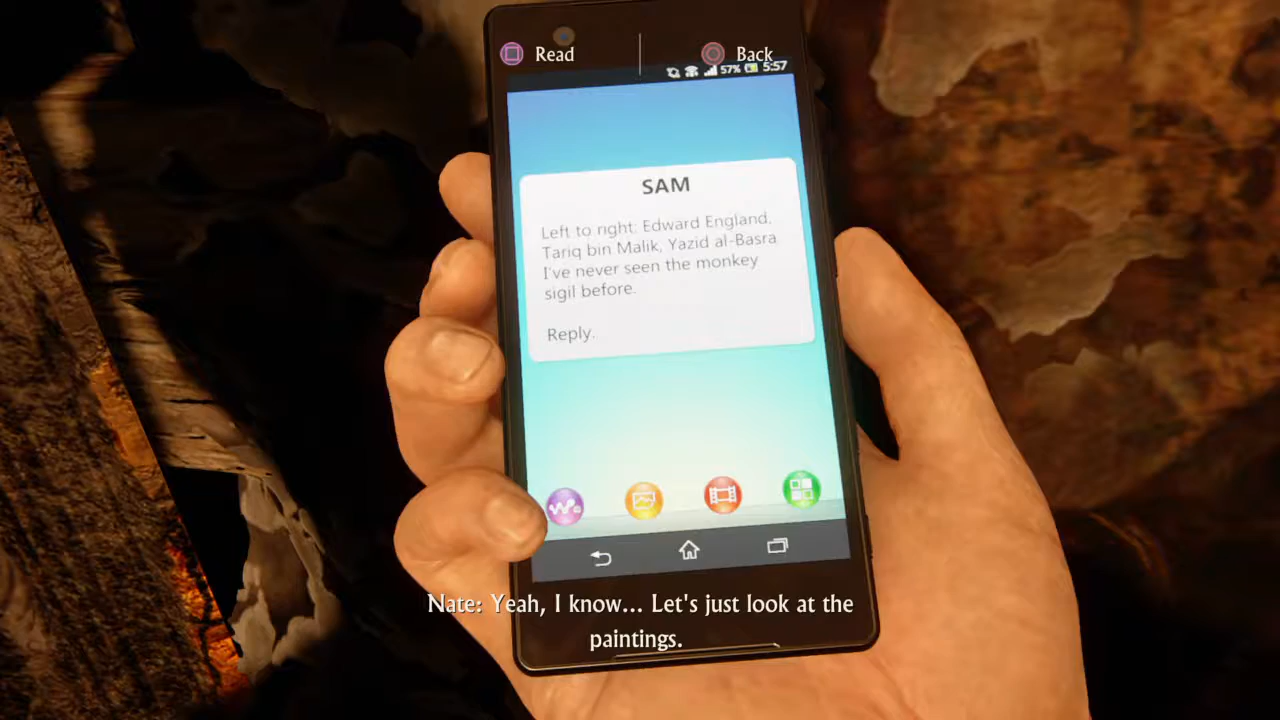 Read
Back
57% 5:57
SAM
Left to right: Edward England,
Tariq bin Malik, Yazid al-Basra.
I've never seen the monkey
sigil before.
Reply.
Nate: Yeah, I know... Let's just look at the
paintings.